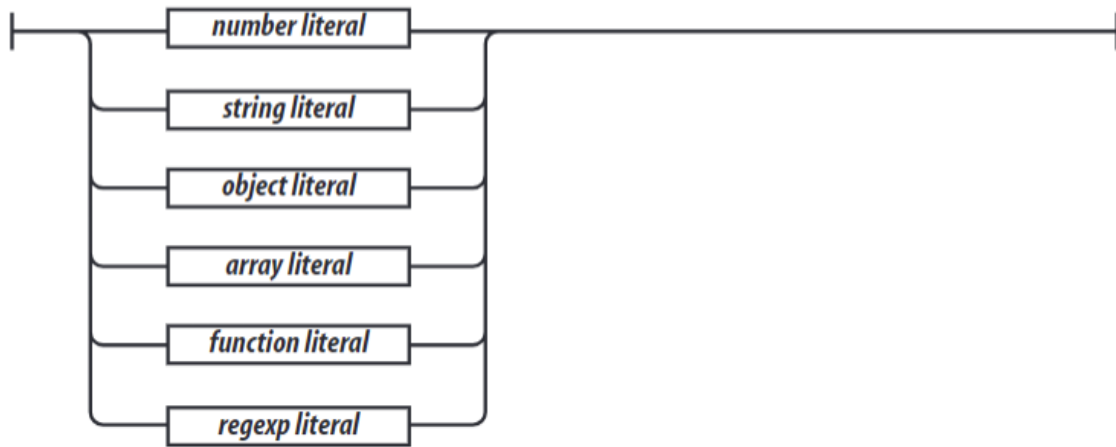 number literal
string literal
object literal
array literal
function literal
regexp literal